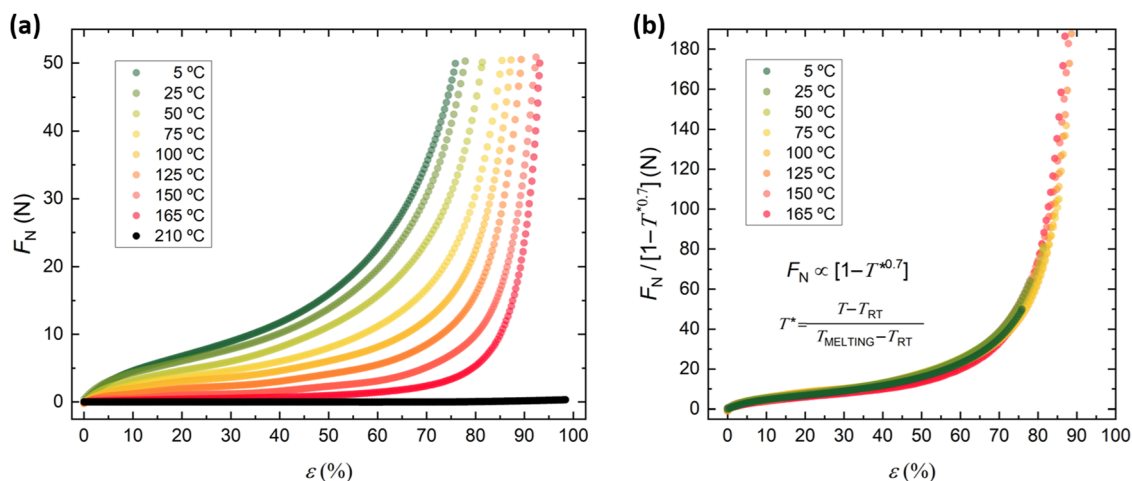 (a)
F_N (N)
50
40
30
20
10
0
5 ºC
25 ºC
50 ºC
75 ºC
100 ºC
125 ºC
150 ºC
165 ºC
210 ºC
0 10 20 30 40 50 60 70 80 90 100
ε (%)
(b)
F_N / [1–T*^0.7] (N)
180
160
140
120
100
80
60
40
20
0
5 ºC
25 ºC
50 ºC
75 ºC
100 ºC
125 ºC
150 ºC
165 ºC
F_N ∝ [1–T*^0.7]
T*= T–T_RT / T_MELTING–T_RT
0 10 20 30 40 50 60 70 80 90 100
ε (%)